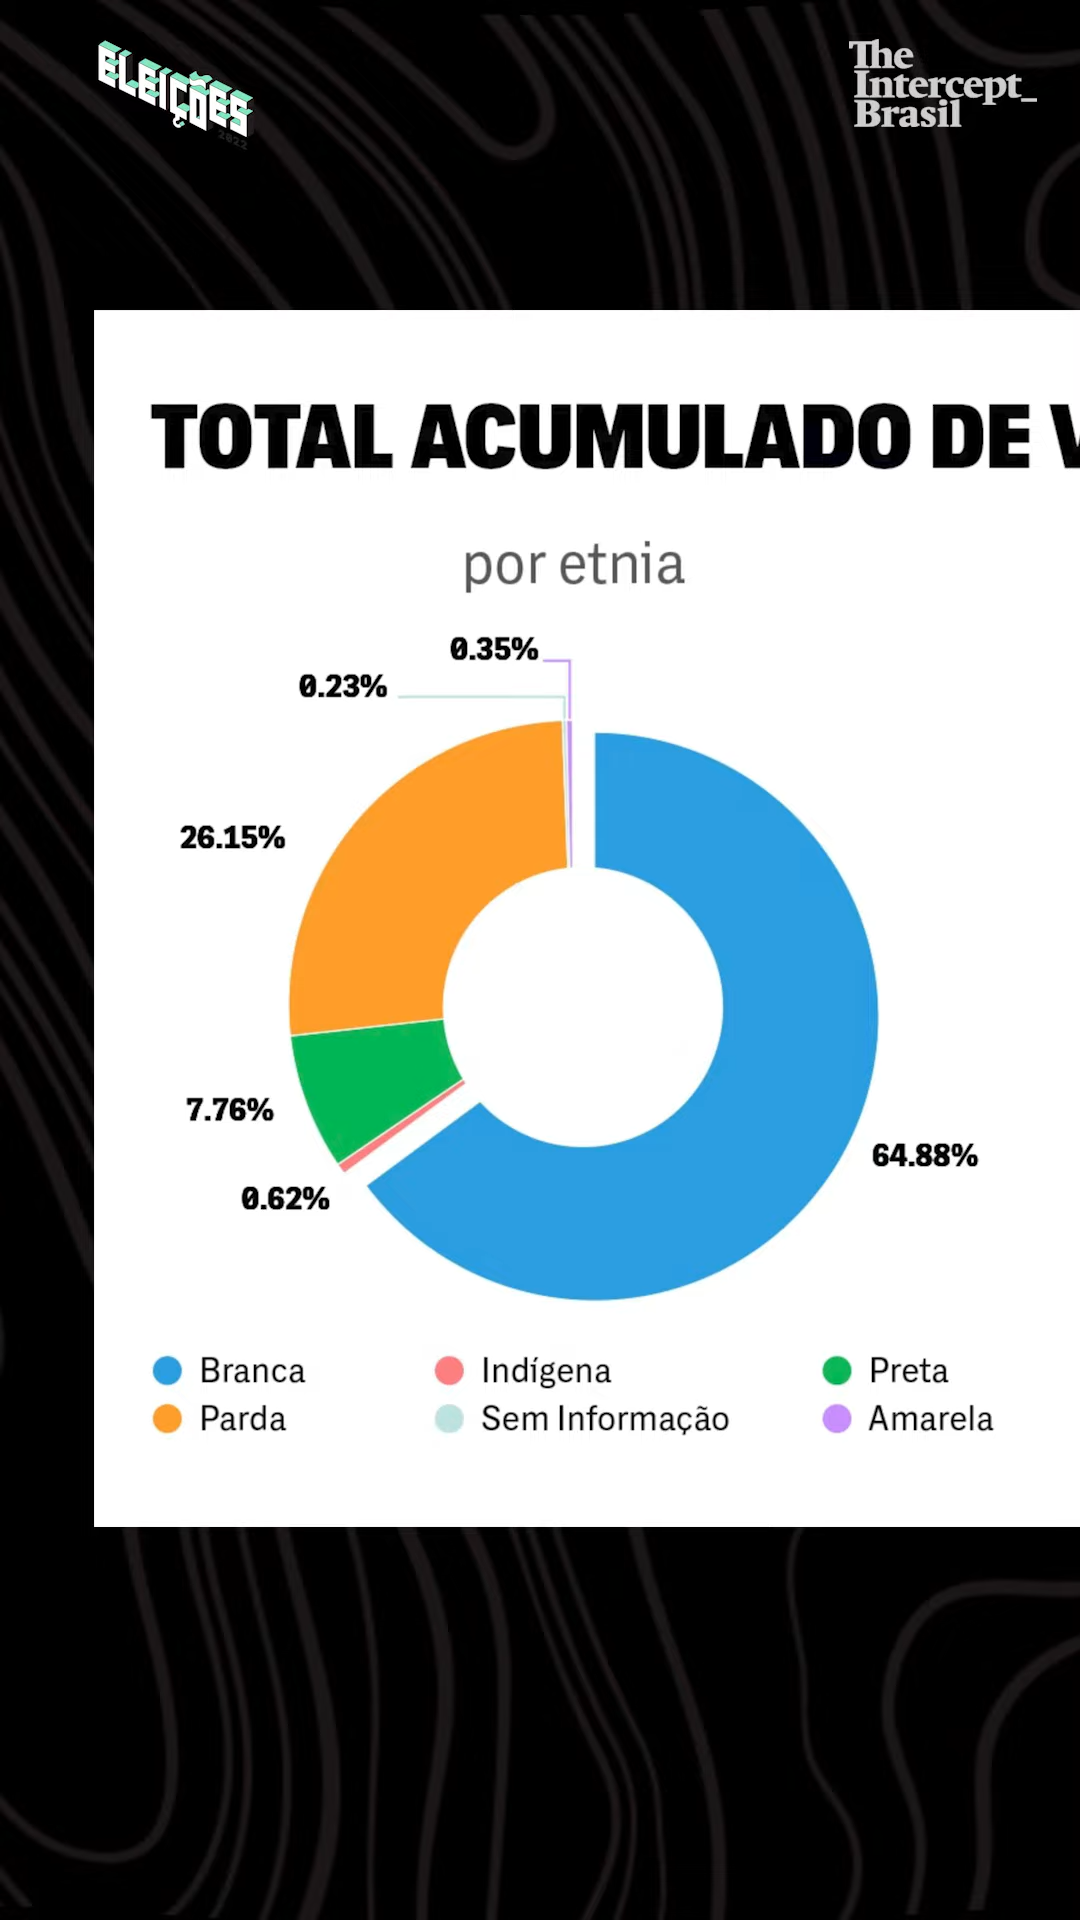 ELEIÇÕES
2022
The
Intercept_
Brasil
TOTAL ACUMULADO DE
por etnia
0.35%
0.23%
26.15%
7.76%
0.62%
64.88%
Branca
Indígena
Preta
Parda
Sem Informação
Amarela